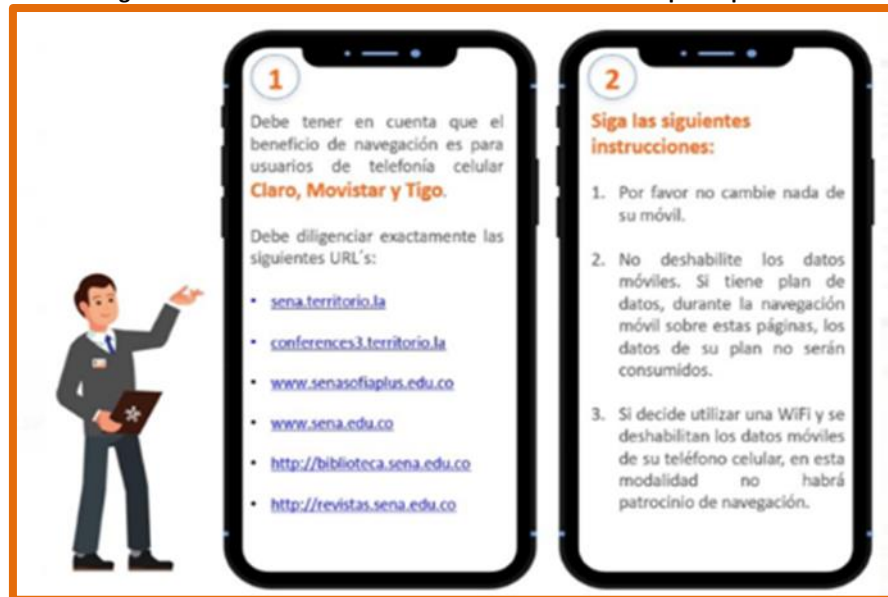 1
Debe tener en cuenta que el
beneficio de navegación es para
usuarios de telefonía celular
Claro, Movistar y Tigo.
Debe diligenciar exactamente las
siguientes URL´s:
• sena.territorio.la
• conferences3.territorio.la
• www.senasofiaplus.edu.co
• www.sena.edu.co
• http://biblioteca.sena.edu.co
• http://revistas.sena.edu.co
2
Siga las siguientes
instrucciones:
1. Por favor no cambie nada de
su móvil.
2. No deshabilite los datos
móviles. Si tiene plan de
datos, durante la navegación
móvil sobre estas páginas, los
datos de su plan no serán
consumidos.
3. Si decide utilizar una WiFi y se
deshabilitan los datos móviles
de su teléfono celular, en esta
modalidad no habrá
patrocinio de navegación.